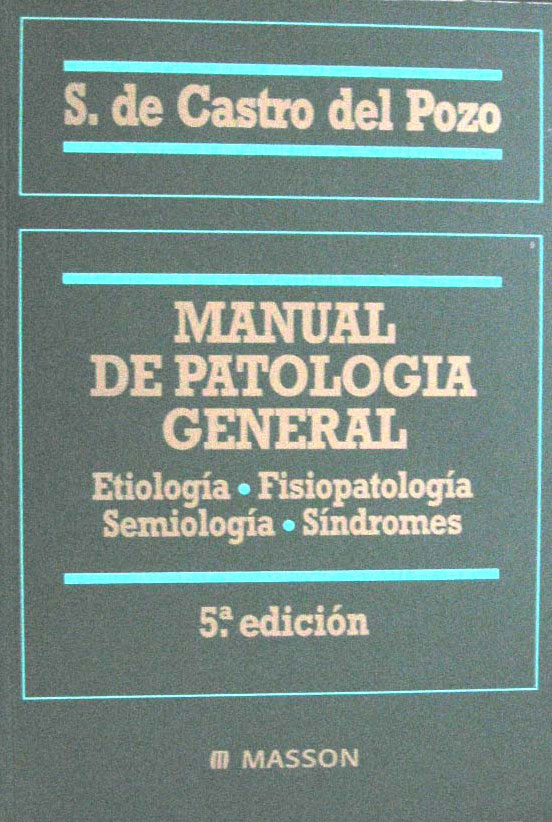 S. de Castro del Pozo
MANUAL
DE PATOLOGIA
GENERAL
Etiología • Fisiopatología
Semiología • Síndromes
5.ª edición
m MASSON